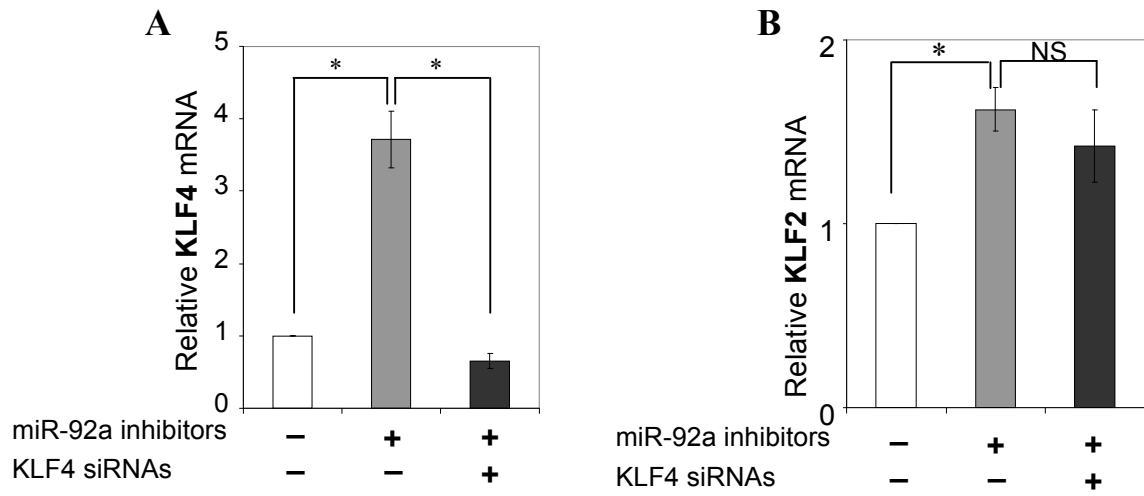 A
Relative KLF4 mRNA
5
4
3
2
1
0
* *
miR-92a inhibitors − + +
KLF4 siRNAs − − +
B
Relative KLF2 mRNA
2
1
0
* NS
miR-92a inhibitors − + +
KLF4 siRNAs − − +